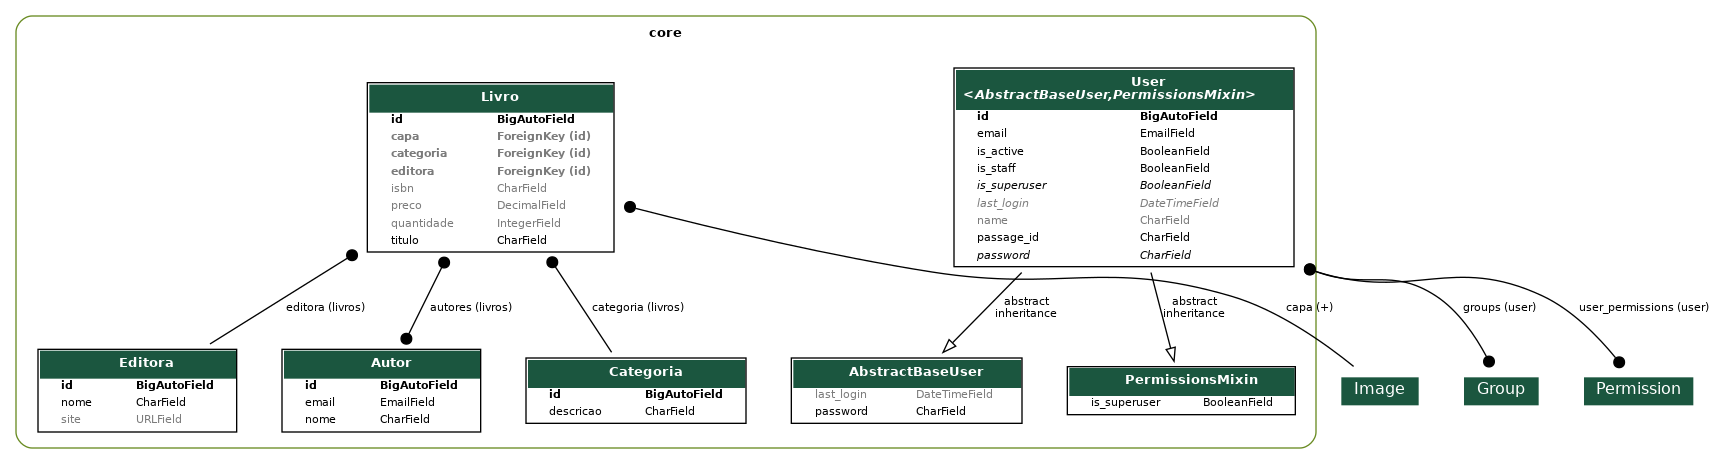 core
Livro
id BigAutoField
capa ForeignKey (id)
categoria ForeignKey (id)
editora ForeignKey (id)
isbn CharField
preco DecimalField
quantidade IntegerField
titulo CharField
User
<AbstractBaseUser,PermissionsMixin>
id BigAutoField
email EmailField
is_active BooleanField
is_staff BooleanField
is_superuser BooleanField
last_login DateTimeField
name CharField
passage_id CharField
password CharField
editora (livros)
autores (livros)
categoria (livros)
abstract
inheritance
abstract
inheritance
capa (+)
groups (user)
user_permissions (user)
Editora
id BigAutoField
nome CharField
site URLField
Autor
id BigAutoField
email EmailField
nome CharField
Categoria
id BigAutoField
descricao CharField
AbstractBaseUser
last_login DateTimeField
password CharField
PermissionsMixin
is_superuser BooleanField
Image
Group
Permission